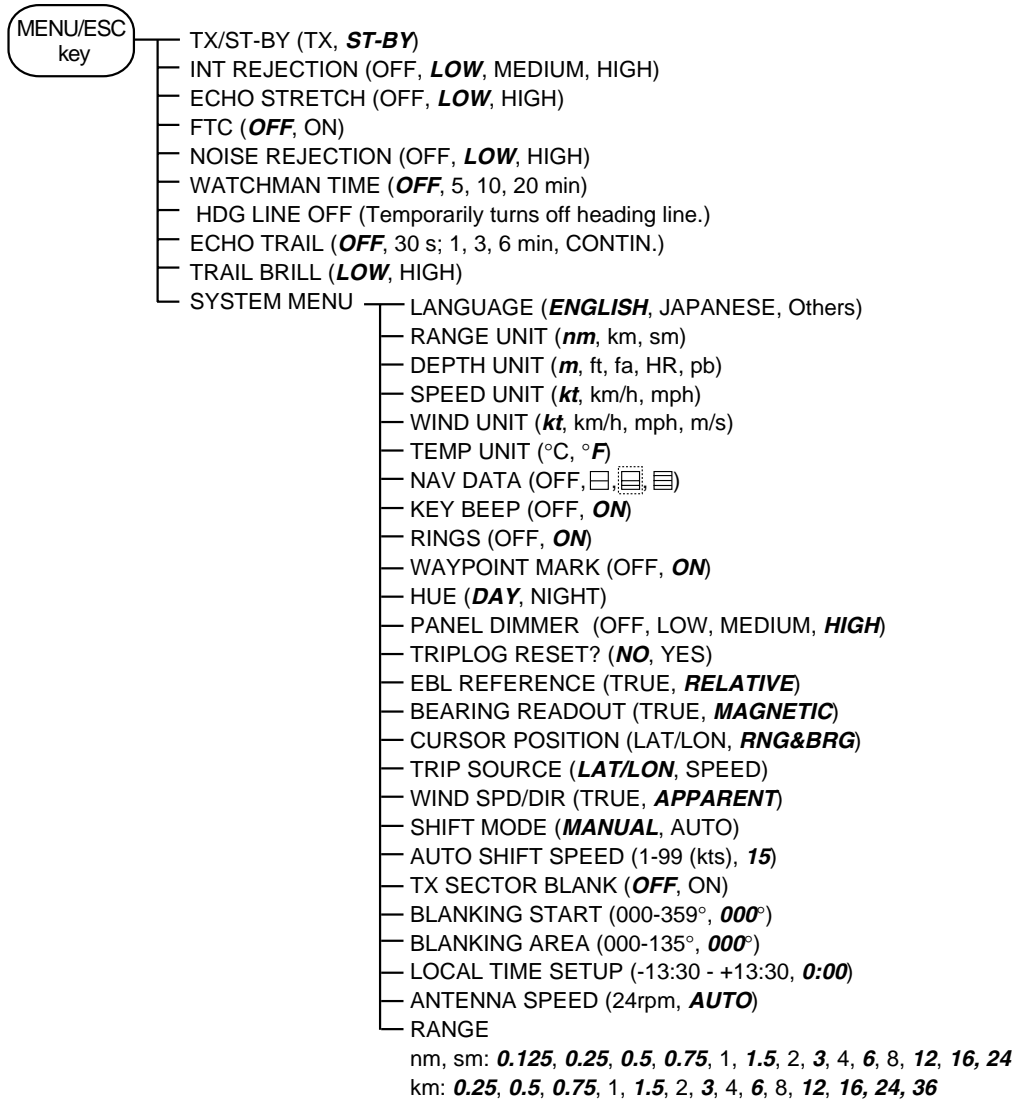 MENU/ESC
key
TX/ST-BY (TX, ST-BY)
INT REJECTION (OFF, LOW, MEDIUM, HIGH)
ECHO STRETCH (OFF, LOW, HIGH)
FTC (OFF, ON)
NOISE REJECTION (OFF, LOW, HIGH)
WATCHMAN TIME (OFF, 5, 10, 20 min)
HDG LINE OFF (Temporarily turns off heading line.)
ECHO TRAIL (OFF, 30 s; 1, 3, 6 min, CONTIN.)
TRAIL BRILL (LOW, HIGH)
SYSTEM MENU
LANGUAGE (ENGLISH, JAPANESE, Others)
RANGE UNIT (nm, km, sm)
DEPTH UNIT (m, ft, fa, HR, pb)
SPEED UNIT (kt, km/h, mph)
WIND UNIT (kt, km/h, mph, m/s)
TEMP UNIT (°C, °F)
NAV DATA (OFF, , , )
KEY BEEP (OFF, ON)
RINGS (OFF, ON)
WAYPOINT MARK (OFF, ON)
HUE (DAY, NIGHT)
PANEL DIMMER (OFF, LOW, MEDIUM, HIGH)
TRIPLOG RESET? (NO, YES)
EBL REFERENCE (TRUE, RELATIVE)
BEARING READOUT (TRUE, MAGNETIC)
CURSOR POSITION (LAT/LON, RNG&BRG)
TRIP SOURCE (LAT/LON, SPEED)
WIND SPD/DIR (TRUE, APPARENT)
SHIFT MODE (MANUAL, AUTO)
AUTO SHIFT SPEED (1-99 (kts), 15)
TX SECTOR BLANK (OFF, ON)
BLANKING START (000-359°, 000°)
BLANKING AREA (000-135°, 000°)
LOCAL TIME SETUP (-13:30 - +13:30, 0:00)
ANTENNA SPEED (24rpm, AUTO)
RANGE
nm, sm: 0.125, 0.25, 0.5, 0.75, 1, 1.5, 2, 3, 4, 6, 8, 12, 16, 24
km: 0.25, 0.5, 0.75, 1, 1.5, 2, 3, 4, 6, 8, 12, 16, 24, 36